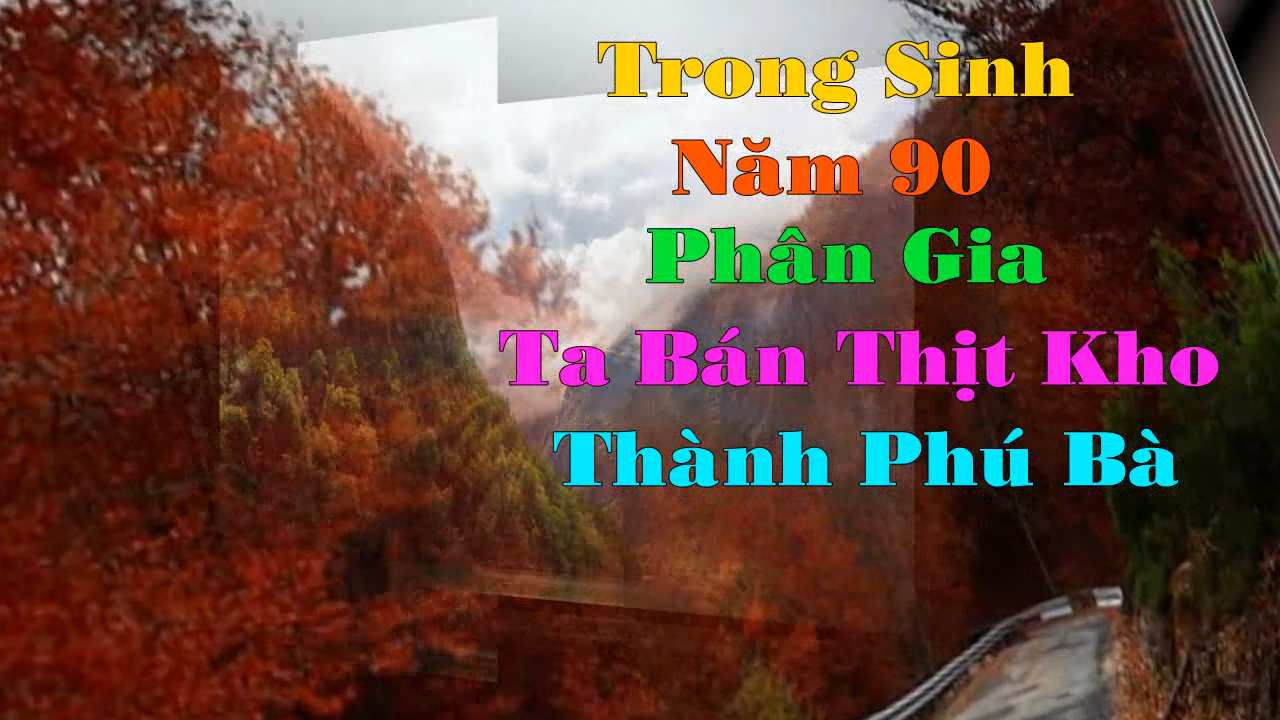 Trong Sinh
Năm 90
Phân Gia
Ta Bán Thịt Kho
Thành Phú Bà